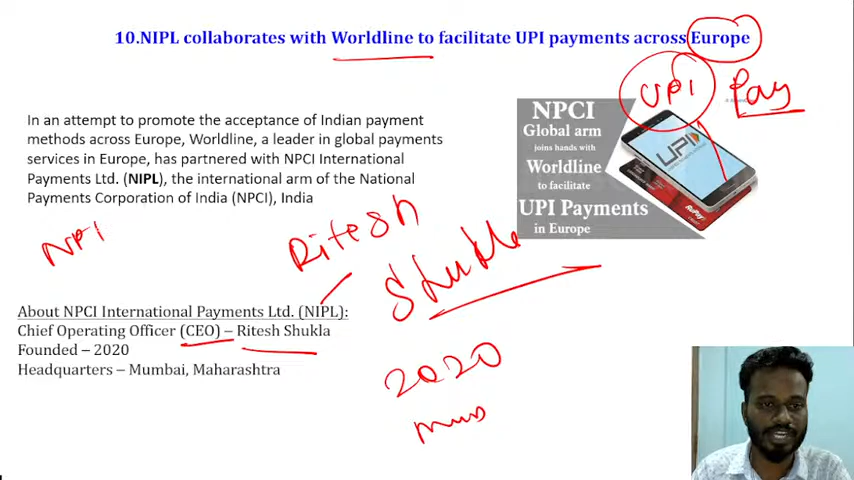 10.NIPL collaborates with Worldline to facilitate UPI payments across Europe
UPI Pay
In an attempt to promote the acceptance of Indian payment
methods across Europe, Worldline, a leader in global payments
services in Europe, has partnered with NPCI International
Payments Ltd. (NIPL), the international arm of the National
Payments Corporation of India (NPCI), India
NPCI
Global arm
joins hands with
Worldline
to facilitate
UPI Payments
in Europe
UPI
RuPay
NPI
Ritesh
Shukla
About NPCI International Payments Ltd. (NIPL):
Chief Operating Officer (CEO) – Ritesh Shukla
Founded – 2020
Headquarters – Mumbai, Maharashtra
2020
Mum